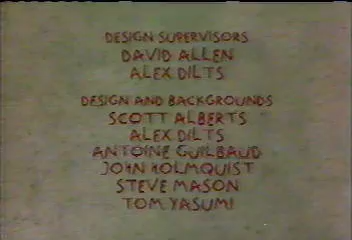 DESIGN SUPERVISORS
DAVID ALLEN
ALEX DILTS
DESIGN AND BACKGROUNDS
SCOTT ALBERTS
ALEX DILTS
ANTOINE GUILBAUD
JOHN HOLMQUIST
STEVE MASON
TOM YASUMI